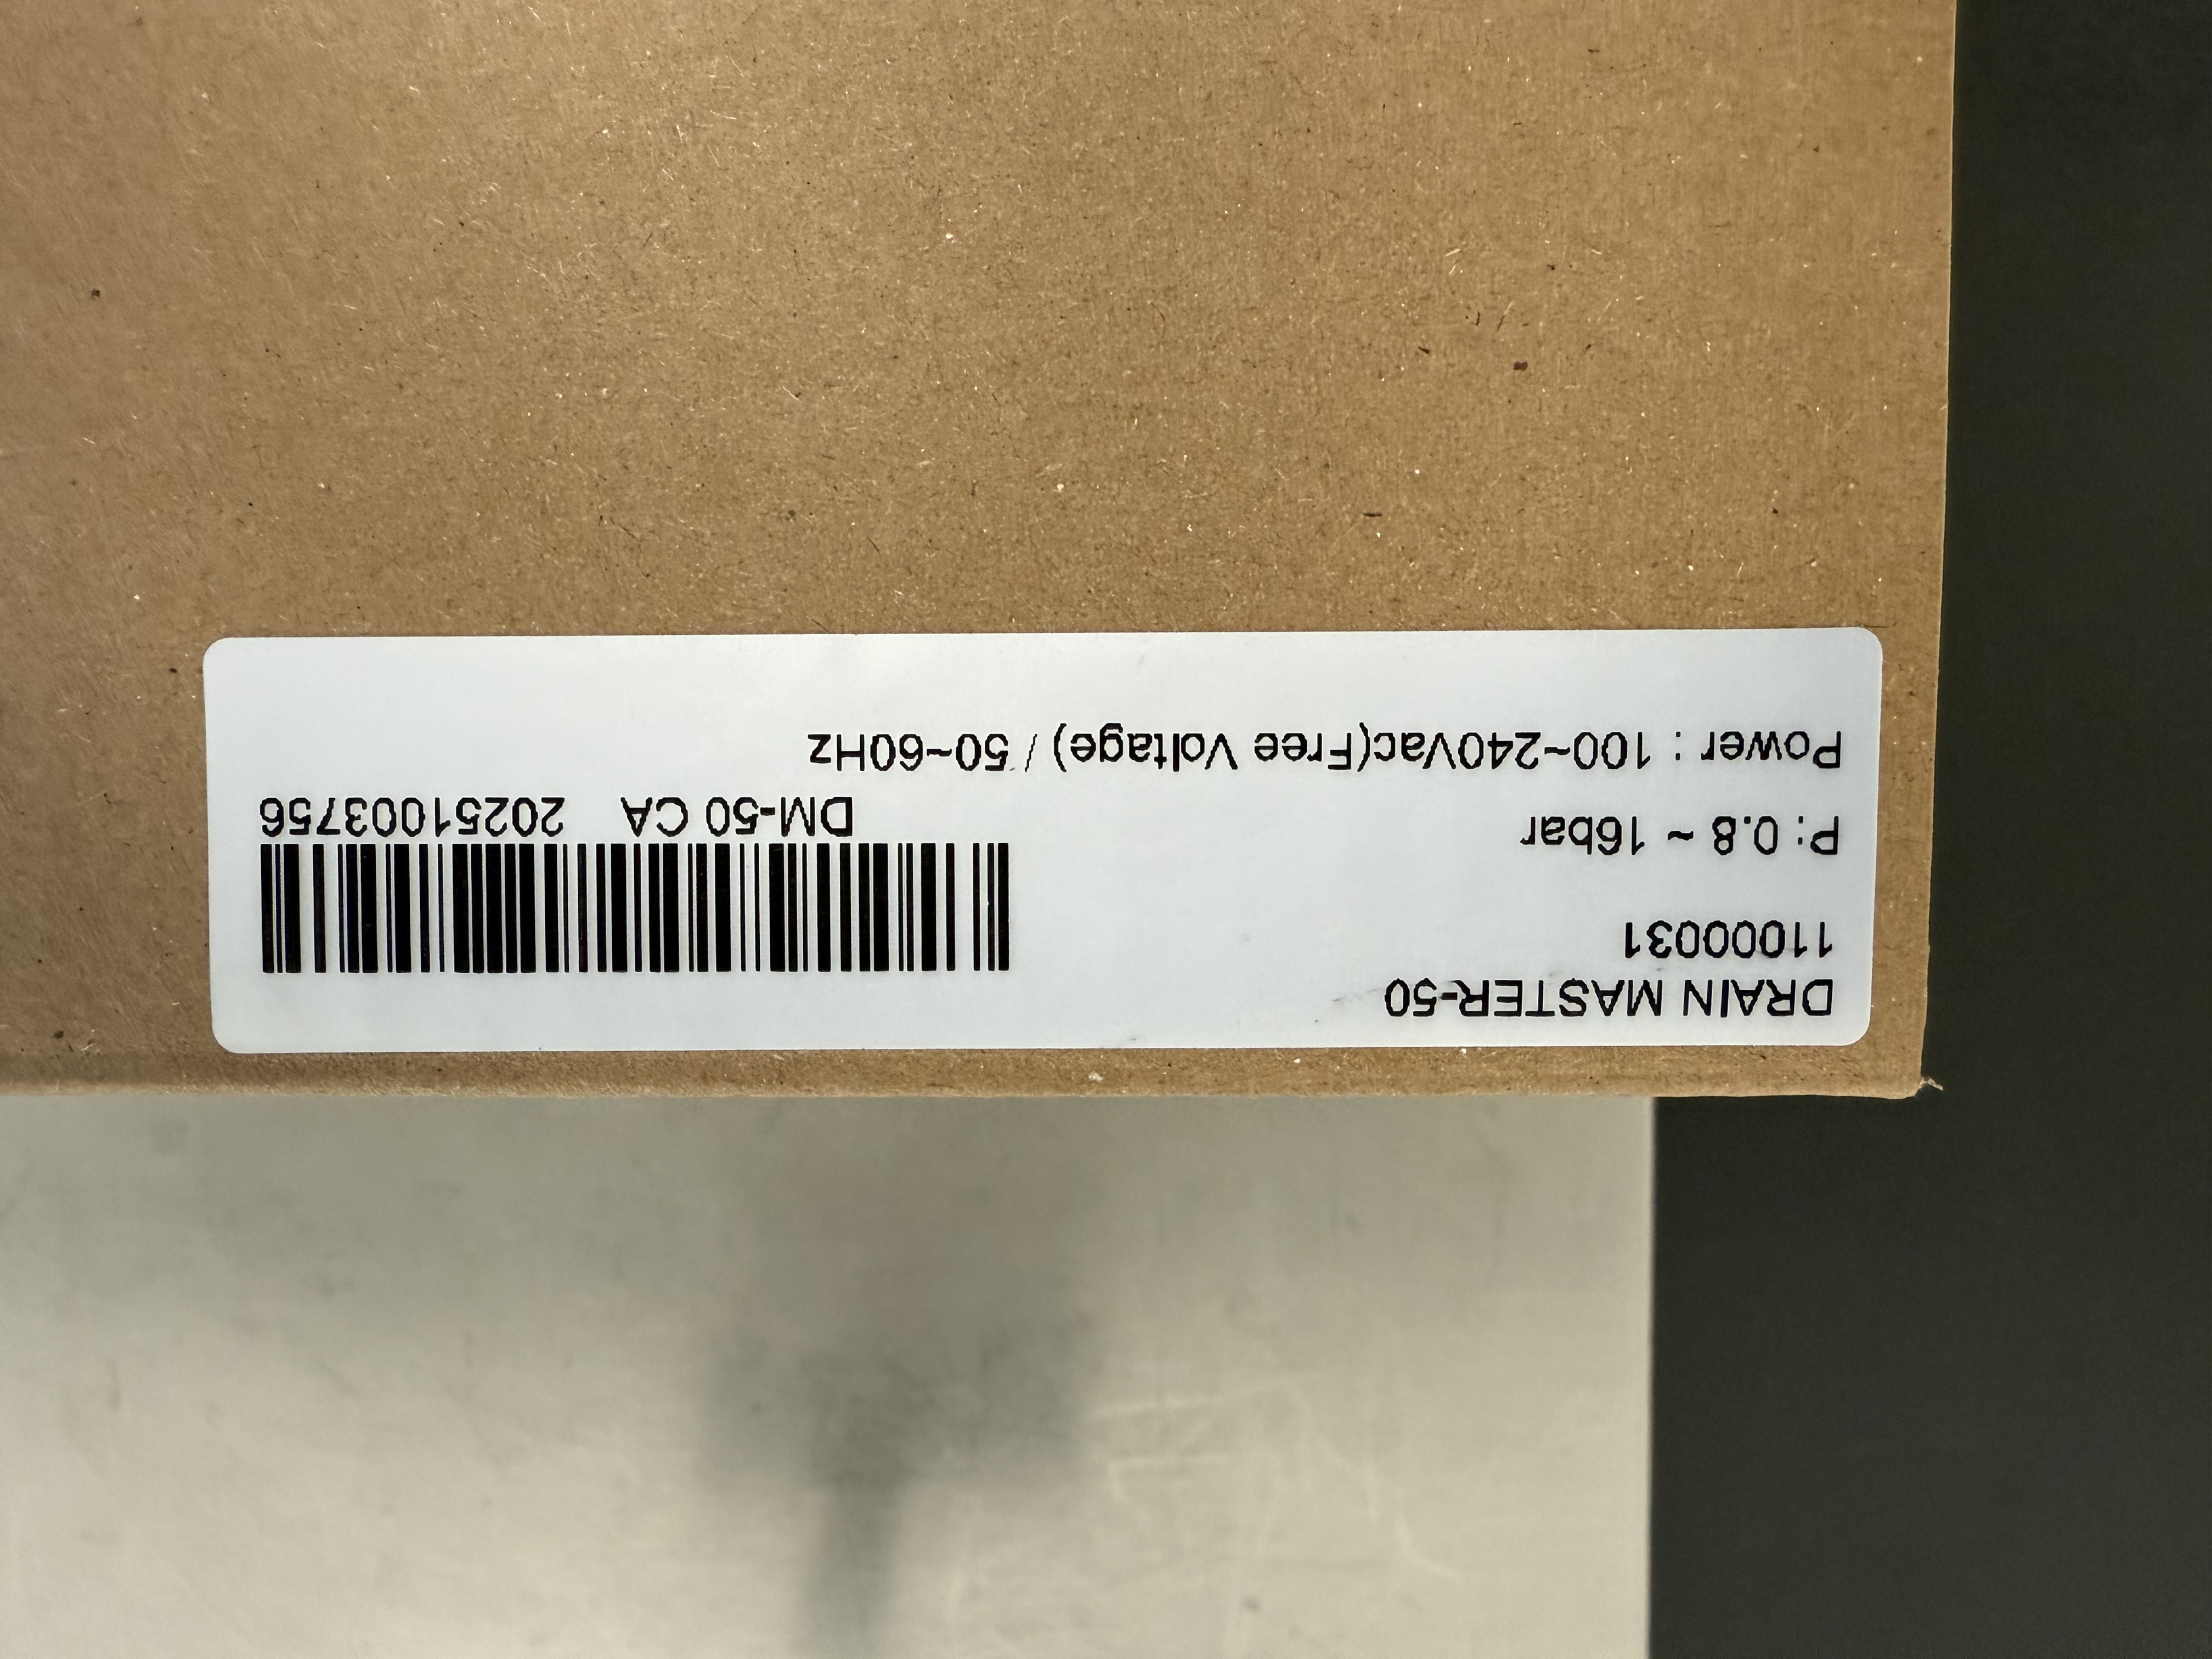 DRAIN MASTER-50
11000031
P: 0.8 ~ 16bar
DM-50 CA 20251003756
Power : 100~240Vac(Free Voltage) / 50~60Hz